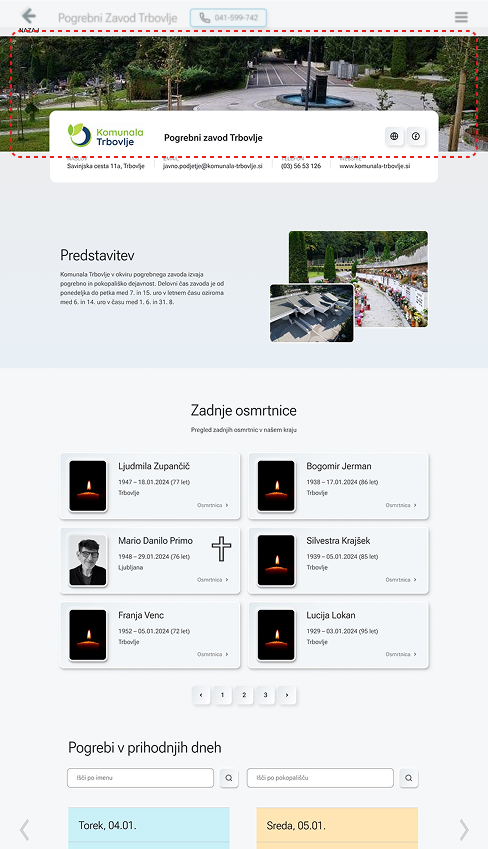 NAZAJ
Pogrebni Zavod Trbovlje
041-599-742
Komunala
Trbovlje
Pogrebni zavod Trbovlje
Savinjska cesta 11a, Trbovlje
javno.podjetje@komunala-trbovlje.si
(03) 56 53 126
www.komunala-trbovlje.si
Predstavitev
Komunala Trbovlje v okviru pogrebnega zavoda izvaja
pogrebno in pokopališko dejavnost. Delovni čas zavoda je od
ponedeljka do petka med 7. in 15. uro v letnem času oziroma
med 6. in 14. uro v času med 1. 6. in 31. 8.
Zadnje osmrtnice
Pregled zadnjih osmrtnic v našem kraju
Ljudmila Zupančič
1947 – 18.01.2024 (77 let)
Trbovlje
Osmrtnica
Bogomir Jerman
1938 – 17.01.2024 (86 let)
Trbovlje
Osmrtnica
Mario Danilo Primo
1948 – 29.01.2024 (76 let)
Ljubljana
Osmrtnica
Silvestra Krajšek
1939 – 05.01.2024 (85 let)
Trbovlje
Osmrtnica
Franja Venc
1952 – 05.01.2024 (72 let)
Trbovlje
Osmrtnica
Lucija Lokan
1929 – 03.01.2024 (95 let)
Trbovlje
Osmrtnica
1 2 3
Pogrebi v prihodnjih dneh
Išči po imenu
Išči po pokopališču
Torek, 04.01.
Sreda, 05.01.